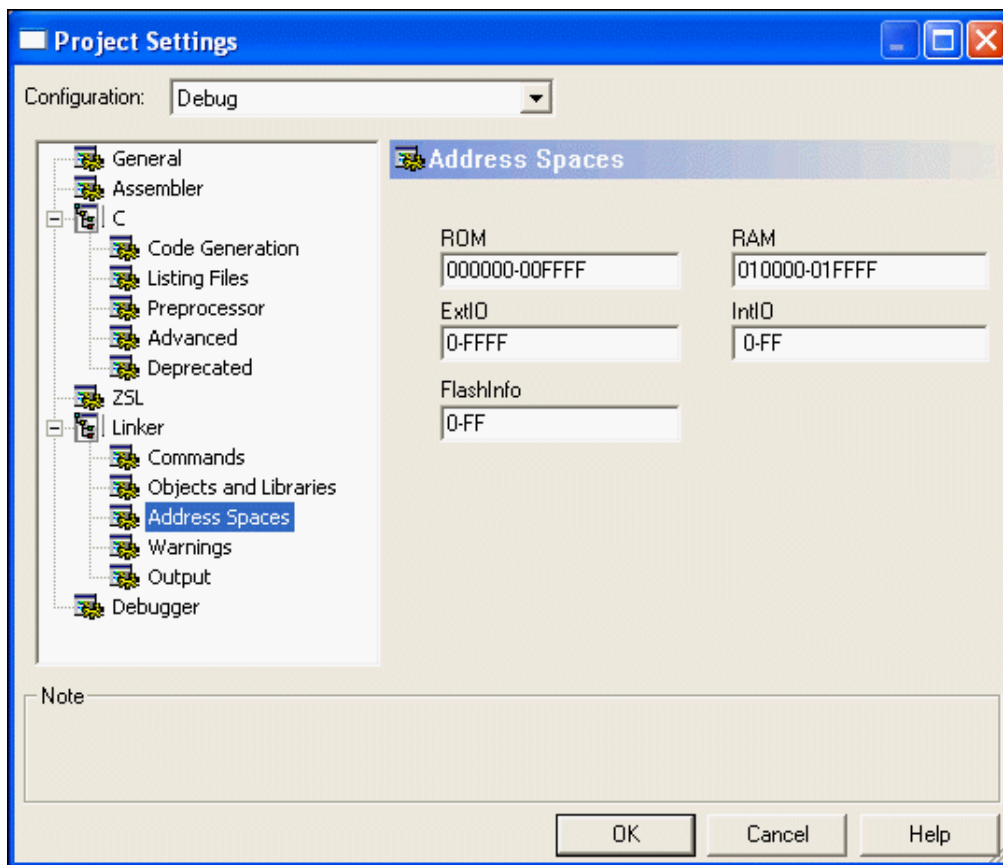 Project Settings
Configuration: Debug
General
Assembler
C
Code Generation
Listing Files
Preprocessor
Advanced
Deprecated
ZSL
Linker
Commands
Objects and Libraries
Address Spaces
Warnings
Output
Debugger
Address Spaces
ROM RAM
000000-00FFFF 010000-01FFFF
ExtIO IntIO
0-FFFF 0-FF
FlashInfo
0-FF
Note
OK Cancel Help